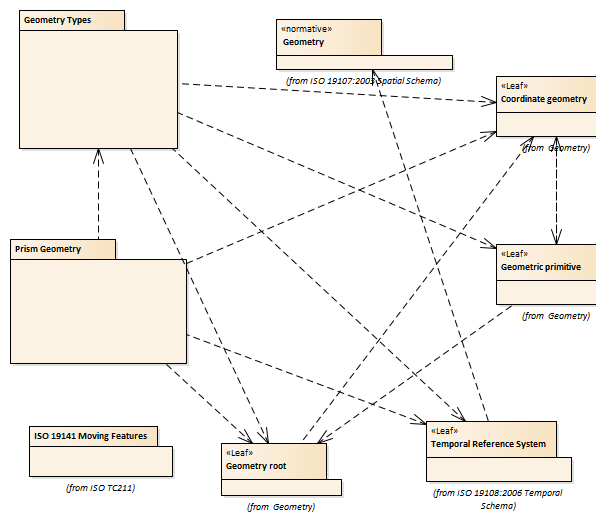 Geometry Types
«normative»
Geometry
(from ISO 19107:2003 Spatial Schema)
«Leaf»
Coordinate geometry
(from Geometry)
Prism Geometry
«Leaf»
Geometric primitive
(from Geometry)
ISO 19141 Moving Features
(from ISO TC211)
«Leaf»
Geometry root
(from Geometry)
«Leaf»
Temporal Reference System
(from ISO 19108:2006 Temporal
Schema)